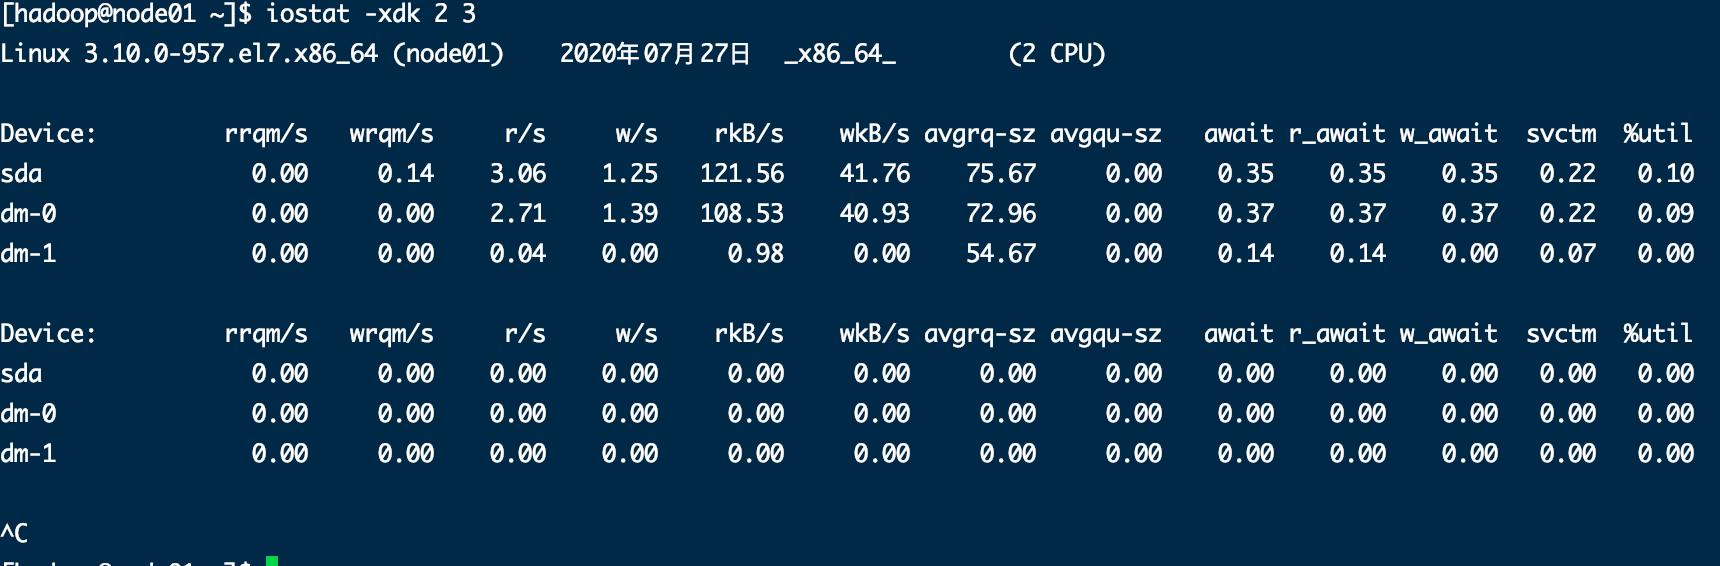 [hadoop@node01 ~]$ iostat -xdk 2 3
Linux 3.10.0-957.el7.x86_64 (node01) 2020年07月27日 _x86_64_ (2 CPU)
Device: rrqm/s wrqm/s r/s w/s rkB/s wkB/s avgrq-sz avgqu-sz await r_await w_await svctm %util
sda 0.00 0.14 3.06 1.25 121.56 41.76 75.67 0.00 0.35 0.35 0.35 0.22 0.10
dm-0 0.00 0.00 2.71 1.39 108.53 40.93 72.96 0.00 0.37 0.37 0.37 0.22 0.09
dm-1 0.00 0.00 0.04 0.00 0.98 0.00 54.67 0.00 0.14 0.14 0.00 0.07 0.00
Device: rrqm/s wrqm/s r/s w/s rkB/s wkB/s avgrq-sz avgqu-sz await r_await w_await svctm %util
sda 0.00 0.00 0.00 0.00 0.00 0.00 0.00 0.00 0.00 0.00 0.00 0.00 0.00
dm-0 0.00 0.00 0.00 0.00 0.00 0.00 0.00 0.00 0.00 0.00 0.00 0.00 0.00
dm-1 0.00 0.00 0.00 0.00 0.00 0.00 0.00 0.00 0.00 0.00 0.00 0.00 0.00
^C